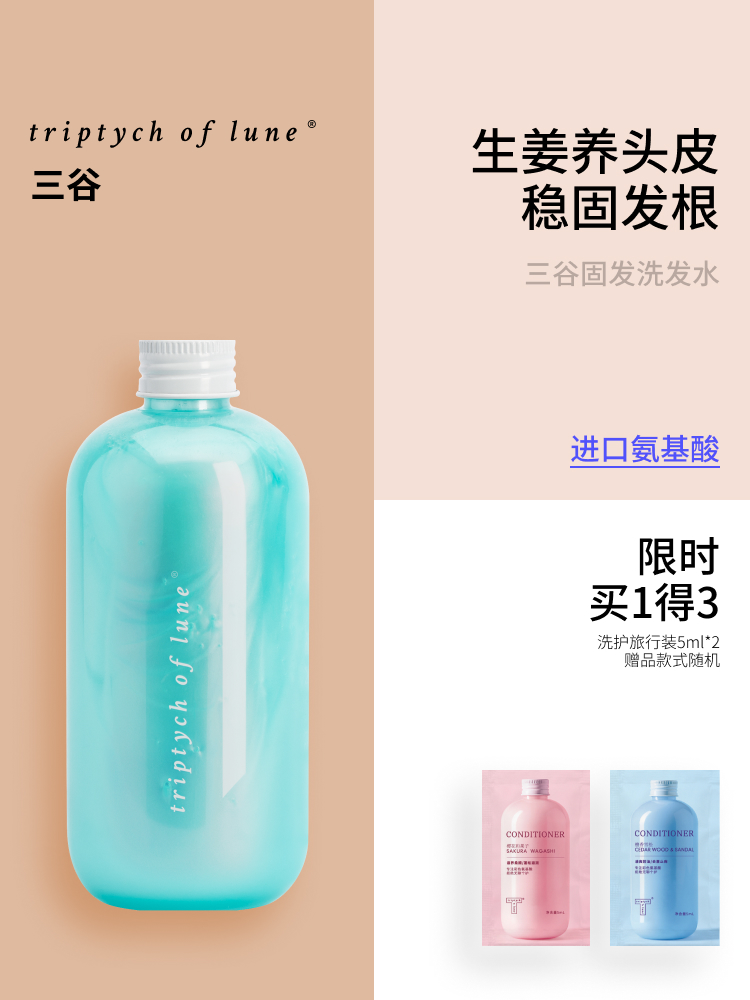 triptych of lune®
三谷
生姜养头皮
稳固发根
三谷固发洗发水
进口氨基酸
triptych of lune®
限时
买1得3
洗护旅行装5ml*2
赠品款式随机
CONDITIONER
SAKURA WAGASHI
CONDITIONER
CEDAR WOOD & SANDAL